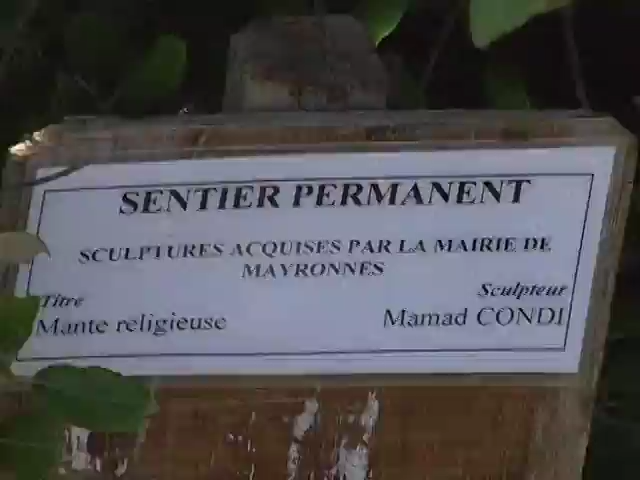 SENTIER PERMANENT
SCULPTURES ACQUISES PAR LA MAIRIE DE
MAYRONNES
Titre
Sculpteur
Mante religieuse
Mamad CONDI